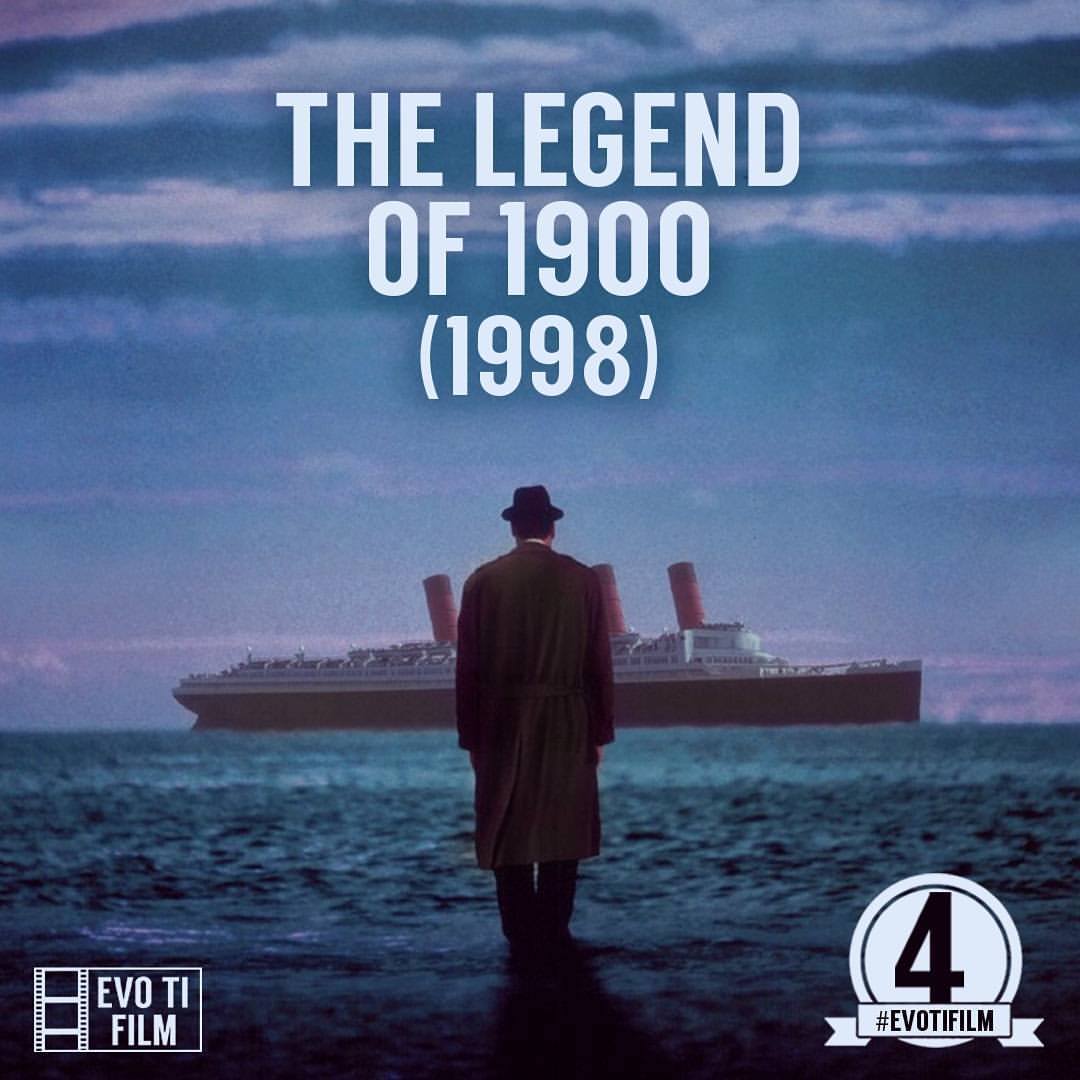 THE LEGEND
OF 1900
(1998)
EVO TI
FILM
4
#EVOTIFILM